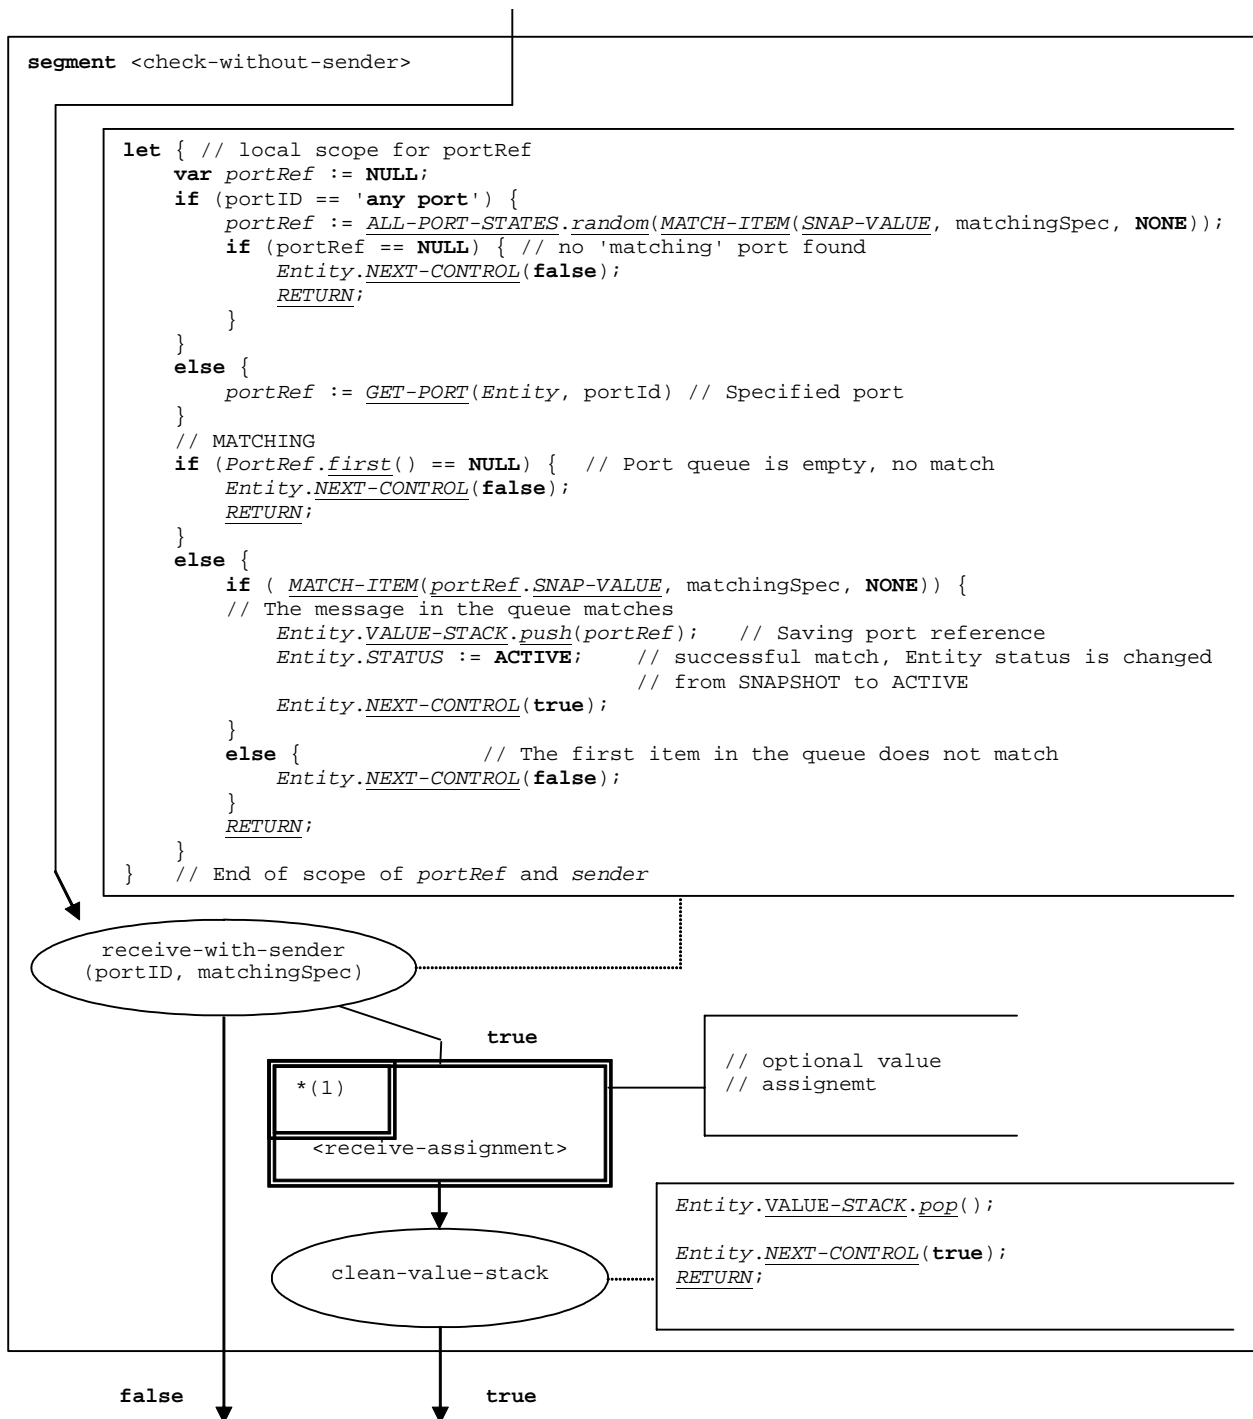 segment <check-without-sender>
let { // local scope for portRef
var portRef := NULL;
if (portID == 'any port') {
portRef := ALL-PORT-STATES.random(MATCH-ITEM(SNAP-VALUE, matchingSpec, NONE));
if (portRef == NULL) { // no 'matching' port found
Entity.NEXT-CONTROL(false);
RETURN;
}
}
else {
portRef := GET-PORT(Entity, portId) // Specified port
}
// MATCHING
if (PortRef.first() == NULL) { // Port queue is empty, no match
Entity.NEXT-CONTROL(false);
RETURN;
}
else {
if ( MATCH-ITEM(portRef.SNAP-VALUE, matchingSpec, NONE)) {
// The message in the queue matches
Entity.VALUE-STACK.push(portRef); // Saving port reference
Entity.STATUS := ACTIVE; // successful match, Entity status is changed
// from SNAPSHOT to ACTIVE
Entity.NEXT-CONTROL(true);
}
else { // The first item in the queue does not match
Entity.NEXT-CONTROL(false);
}
RETURN;
}
} // End of scope of portRef and sender
receive-with-sender
(portID, matchingSpec)
true
// optional value
// assignemt
*(1)
<receive-assignment>
Entity.VALUE-STACK.pop();
Entity.NEXT-CONTROL(true);
RETURN;
clean-value-stack
false
true